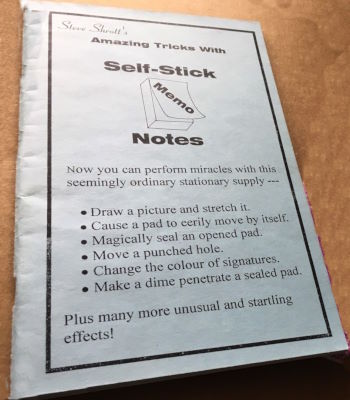 Steve Shrott's
Amazing Tricks With
Self-Stick
Memo
Notes
Now you can perform miracles with this
seemingly ordinary stationary supply ---
• Draw a picture and stretch it.
• Cause a pad to eerily move by itself.
• Magically seal an opened pad.
• Move a punched hole.
• Change the colour of signatures.
• Make a dime penetrate a sealed pad.
Plus many more unusual and startling
effects!